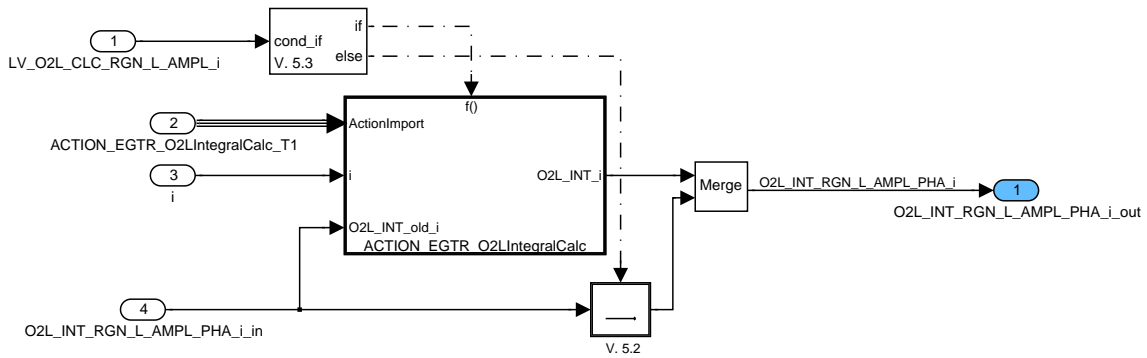 if
1
cond_if
else
LV_O2L_CLC_RGN_L_AMPL_i
V. 5.3
f()
2
ActionImport
ACTION_EGTR_O2LIntegralCalc_T1
3
i
O2L_INT_i
Merge
O2L_INT_RGN_L_AMPL_PHA_i
1
i
O2L_INT_RGN_L_AMPL_PHA_i_out
O2L_INT_old_i
ACTION_EGTR_O2LIntegralCalc
4
O2L_INT_RGN_L_AMPL_PHA_i_in
V. 5.2